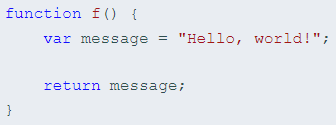 function f() {
    var message = "Hello, world!";

    return message;
}